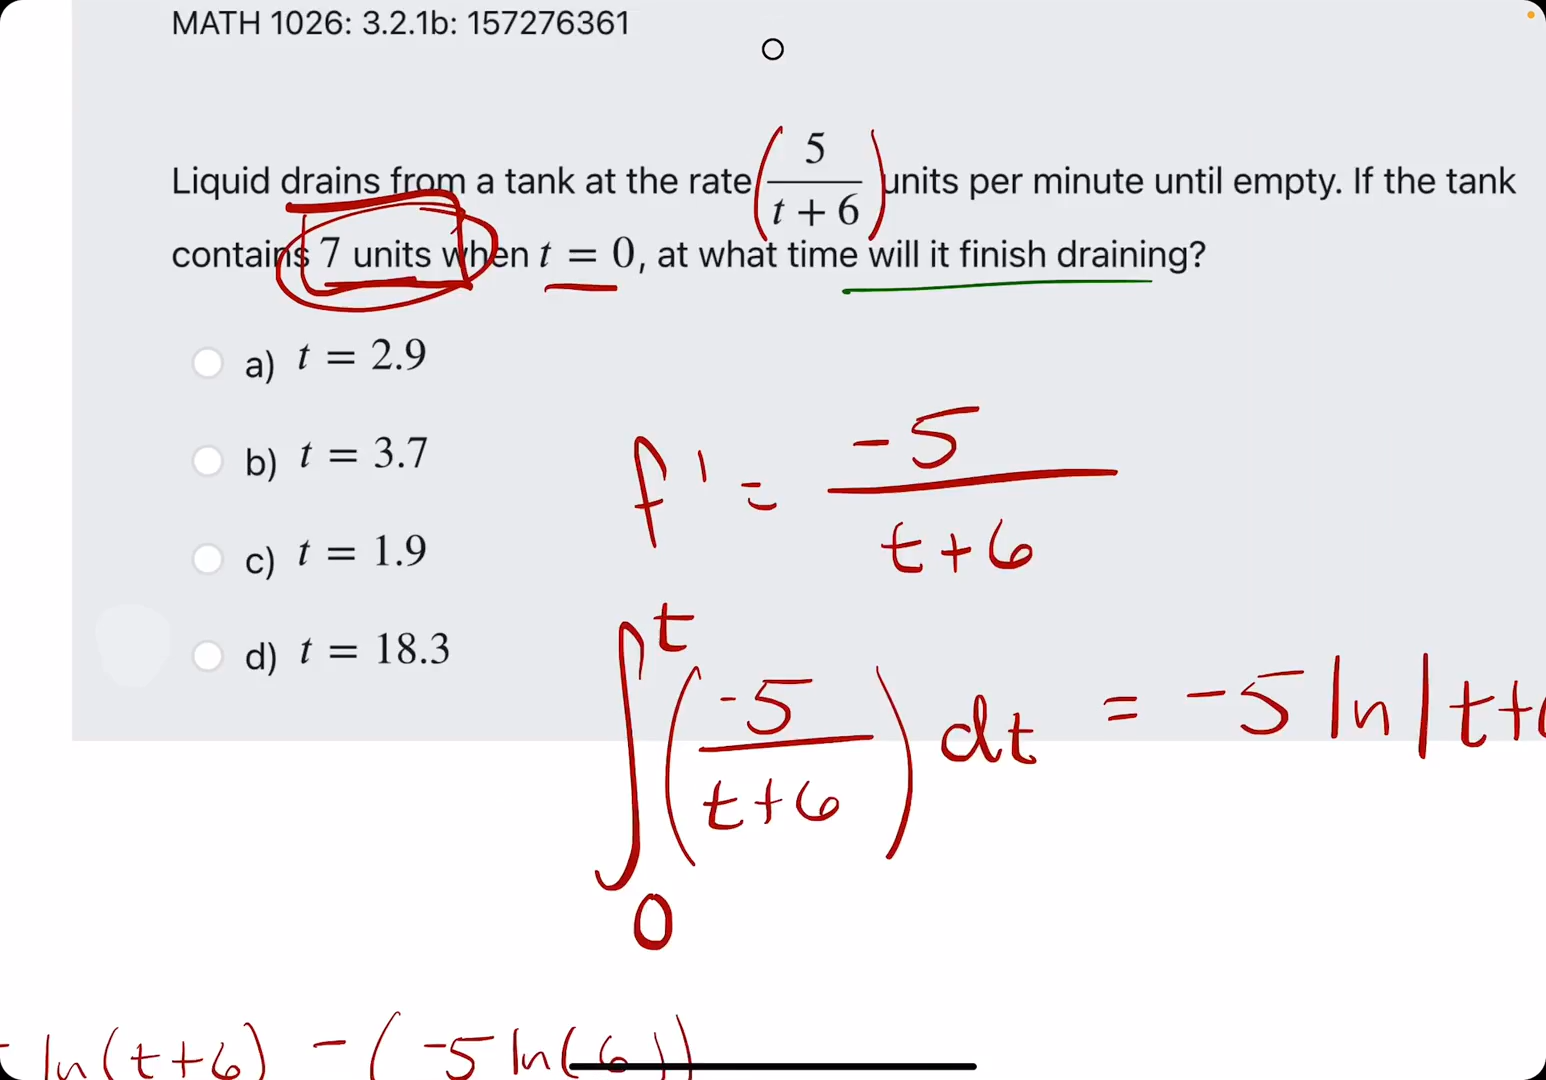 MATH 1026: 3.2.1b: 157276361
Liquid drains from a tank at the rate 5/(t + 6) units per minute until empty. If the tank
contains 7 units when t = 0, at what time will it finish draining?
a) t = 2.9
b) t = 3.7
c) t = 1.9
d) t = 18.3
f' = -5/(t+6)
∫₀ᵗ (-5/(t+6)) dt = -5 ln|t+
ln(t+6) - (-5 ln(6))